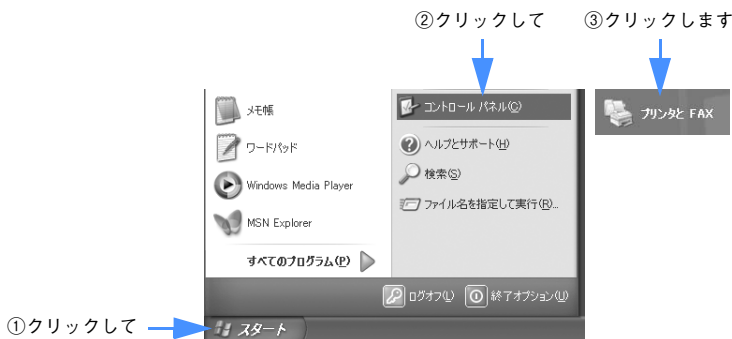 ②クリックして
③クリックします
メモ帳
ワードパッド
Windows Media Player
MSN Explorer
すべてのプログラム(P)
コントロール パネル(C)
ヘルプとサポート(H)
検索(S)
ファイル名を指定して実行(R)...
プリンタと FAX
ログオフ(L)
終了オプション(U)
①クリックして
スタート